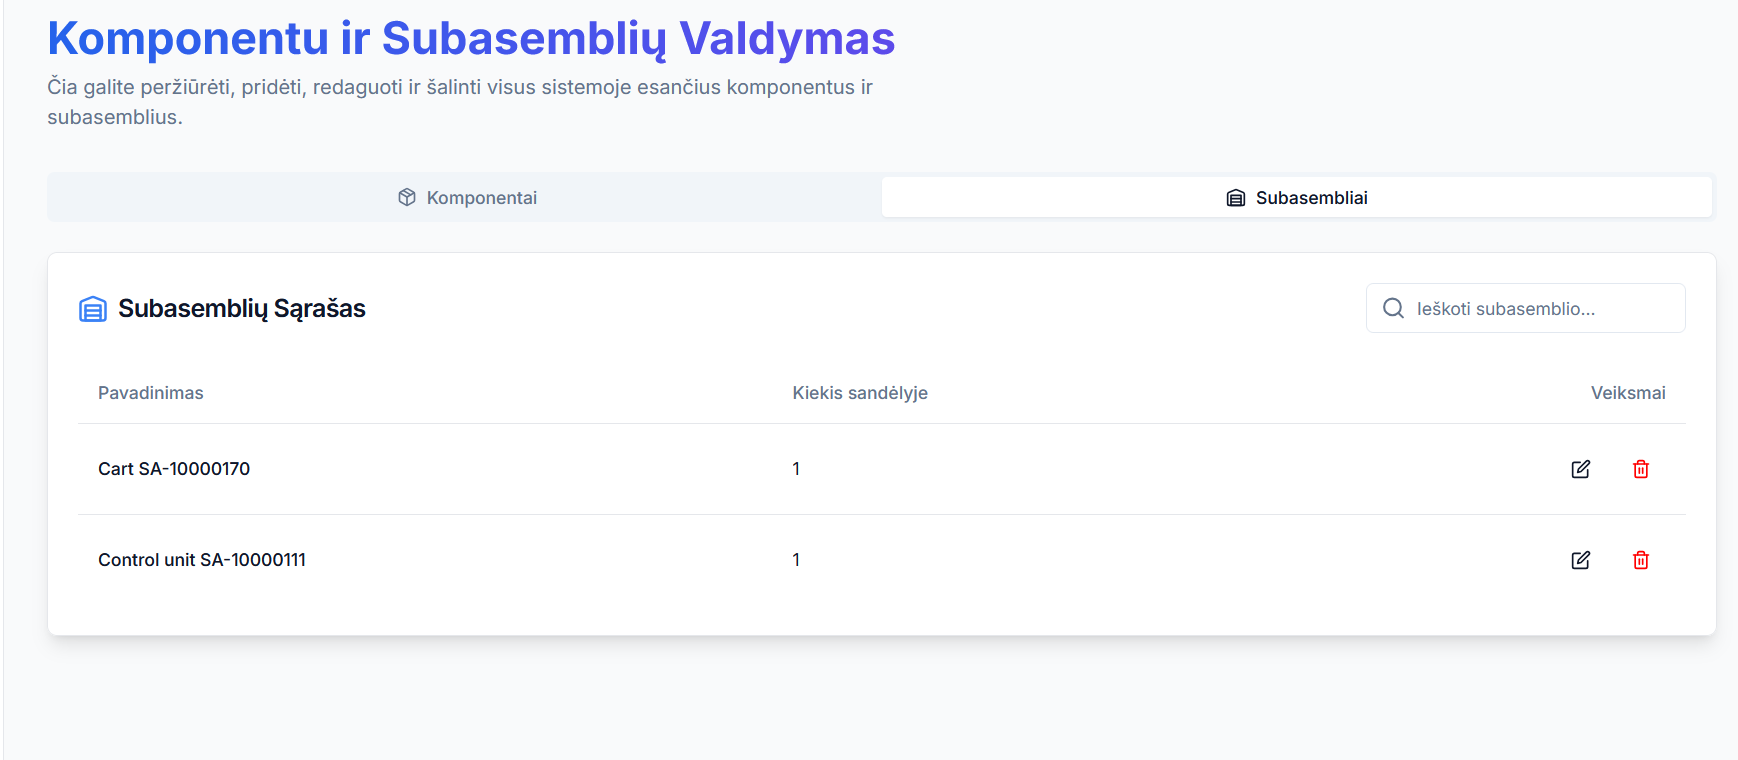 Komponentu ir Subasemblių Valdymas
Čia galite peržiūrėti, pridėti, redaguoti ir šalinti visus sistemoje esančius komponentus ir
subasemblius.
Komponentai
Subasembliai
Subasemblių Sąrašas
Ieškoti subasemblio...
Pavadinimas
Kiekis sandėlyje
Veiksmai
Cart SA-10000170
1
Control unit SA-10000111
1